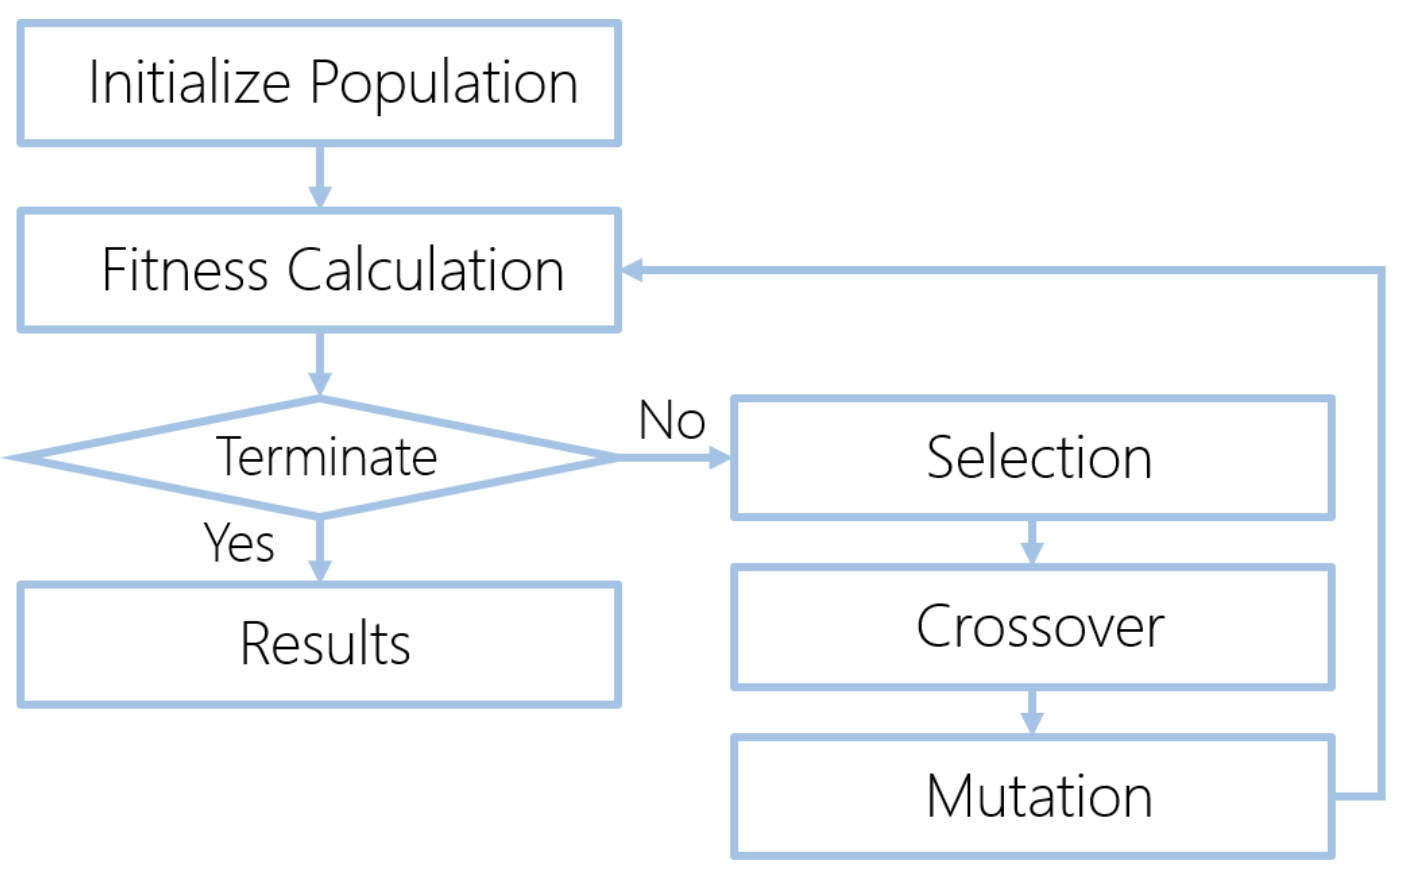 Initialize Population
Fitness Calculation
Terminate
No
Yes
Results
Selection
Crossover
Mutation